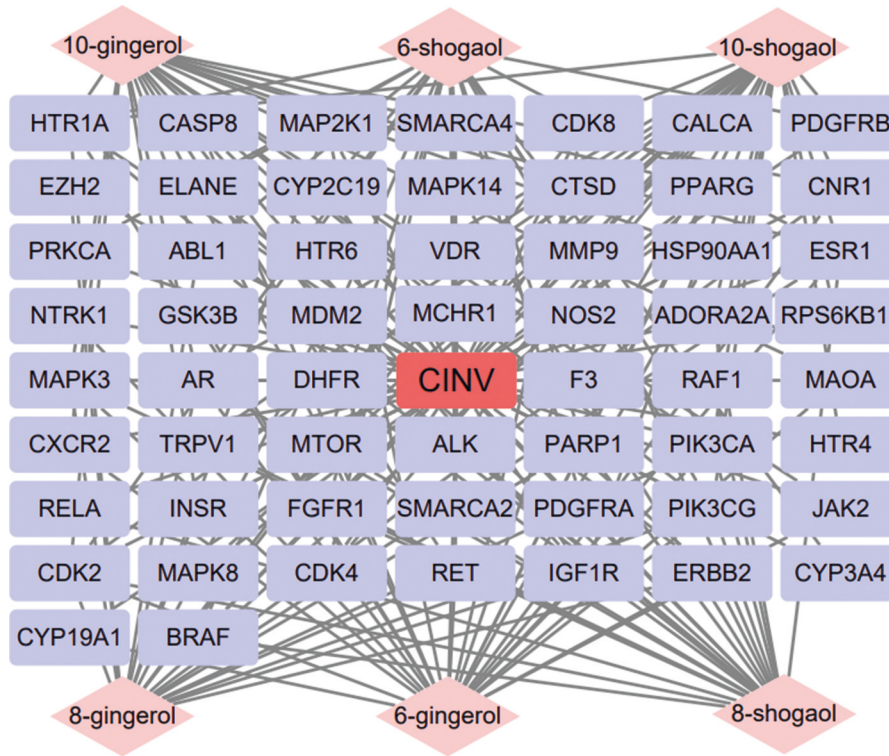 10-gingerol 6-shogaol 10-shogaol
HTR1A CASP8 MAP2K1 SMARCA4 CDK8 CALCA PDGFRB
EZH2 ELANE CYP2C19 MAPK14 CTSD PPARG CNR1
PRKCA ABL1 HTR6 VDR MMP9 HSP90AA1 ESR1
NTRK1 GSK3B MDM2 MCHR1 NOS2 ADORA2A RPS6KB1
MAPK3 AR DHFR CINV F3 RAF1 MAOA
CXCR2 TRPV1 MTOR ALK PARP1 PIK3CA HTR4
RELA INSR FGFR1 SMARCA2 PDGFRA PIK3CG JAK2
CDK2 MAPK8 CDK4 RET IGF1R ERBB2 CYP3A4
CYP19A1 BRAF
8-gingerol 6-gingerol 8-shogaol